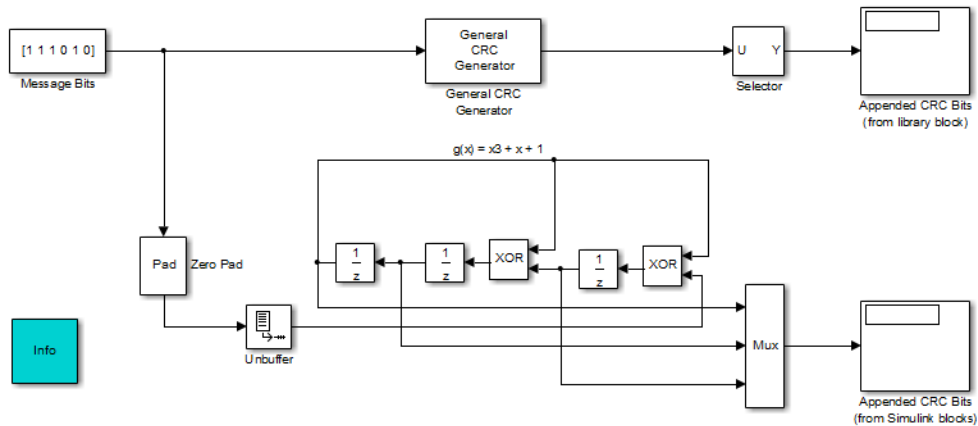 [1 1 1 0 1 0]
Message Bits
General
CRC
Generator
General CRC
Generator
U Y
Selector
Appended CRC Bits
(from library block)
g(x) = x3 + x + 1
Pad
Zero Pad
1
z
1
z
XOR
1
z
XOR
Info
Unbuffer
Mux
Appended CRC Bits
(from Simulink blocks)